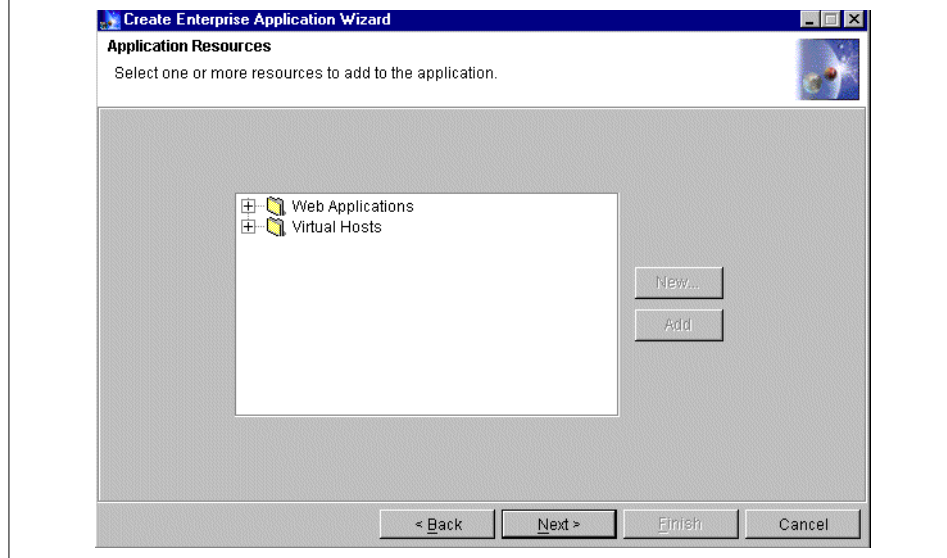 Create Enterprise Application Wizard
Application Resources
Select one or more resources to add to the application.
Web Applications
Virtual Hosts
New...
Add
< Back
Next >
Finish
Cancel